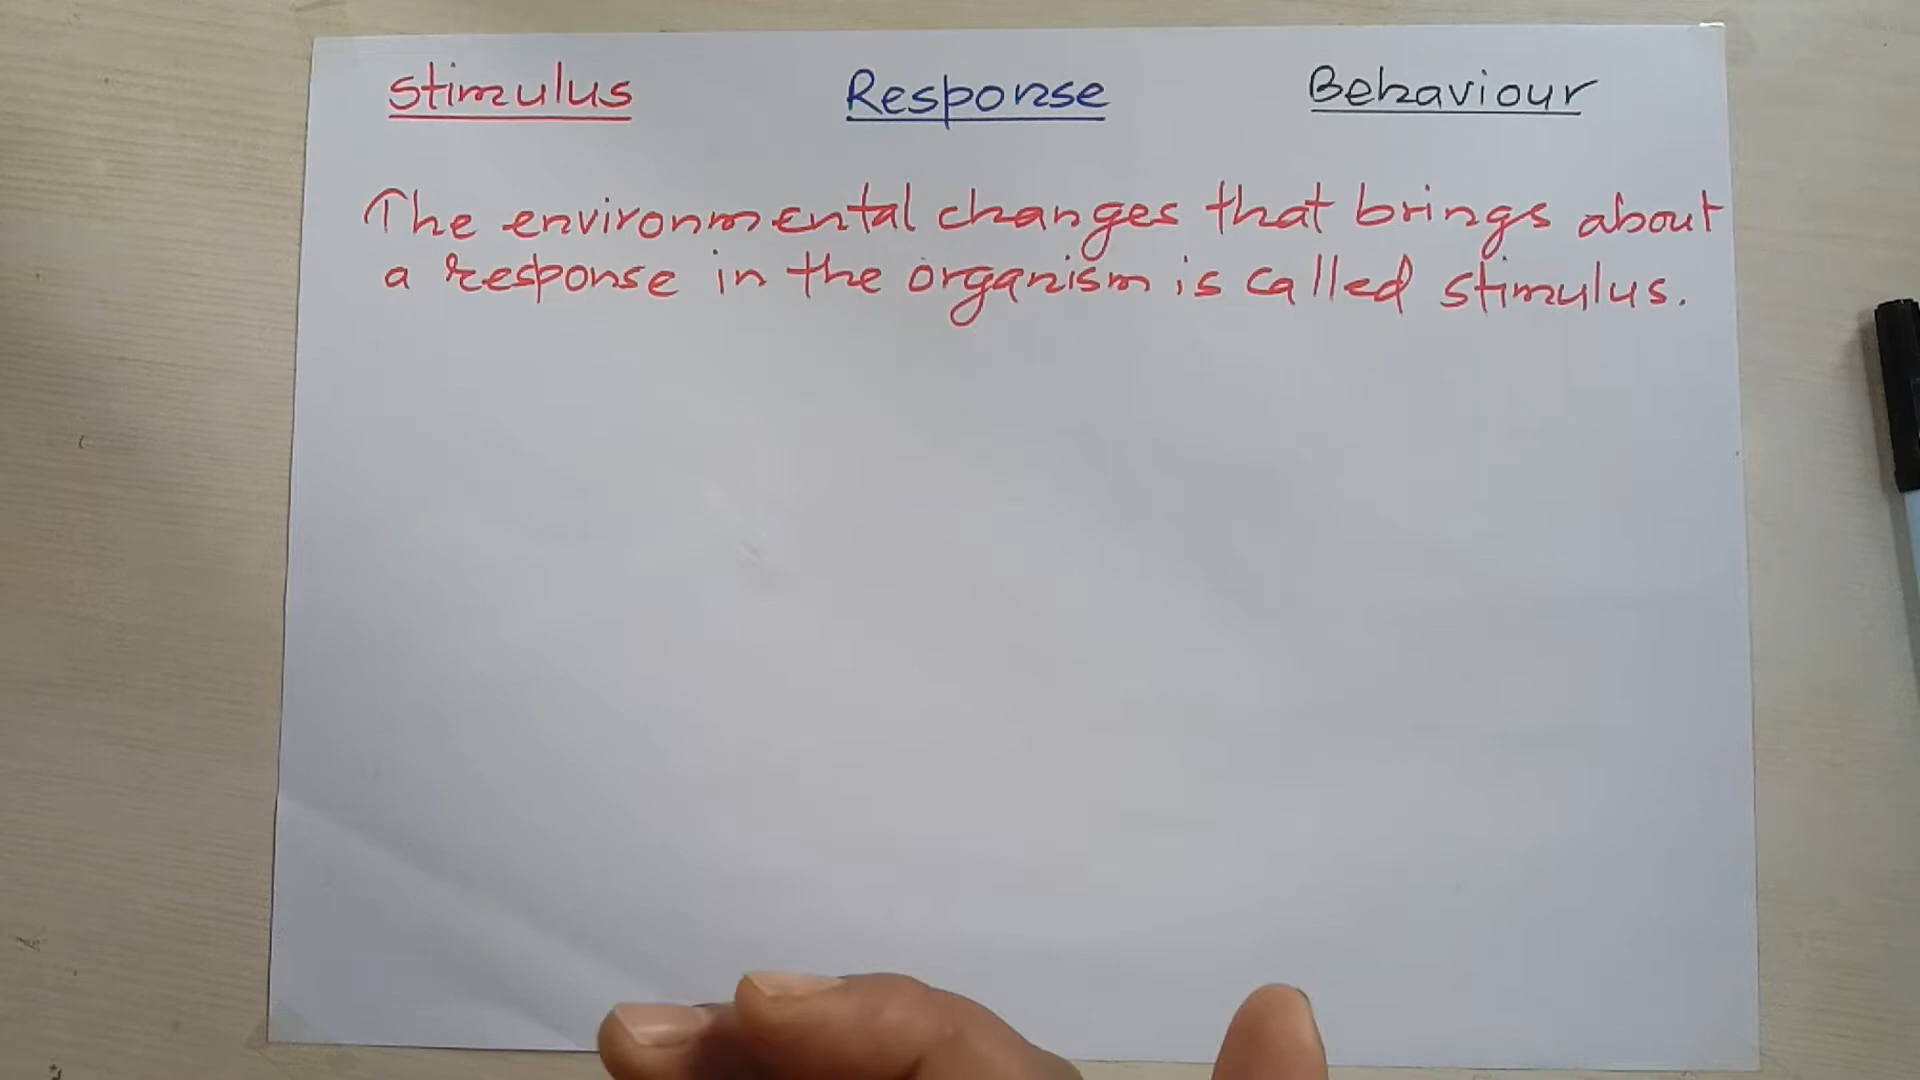 Stimulus Response Behaviour
The environmental changes that brings about
a response in the organism is called stimulus.